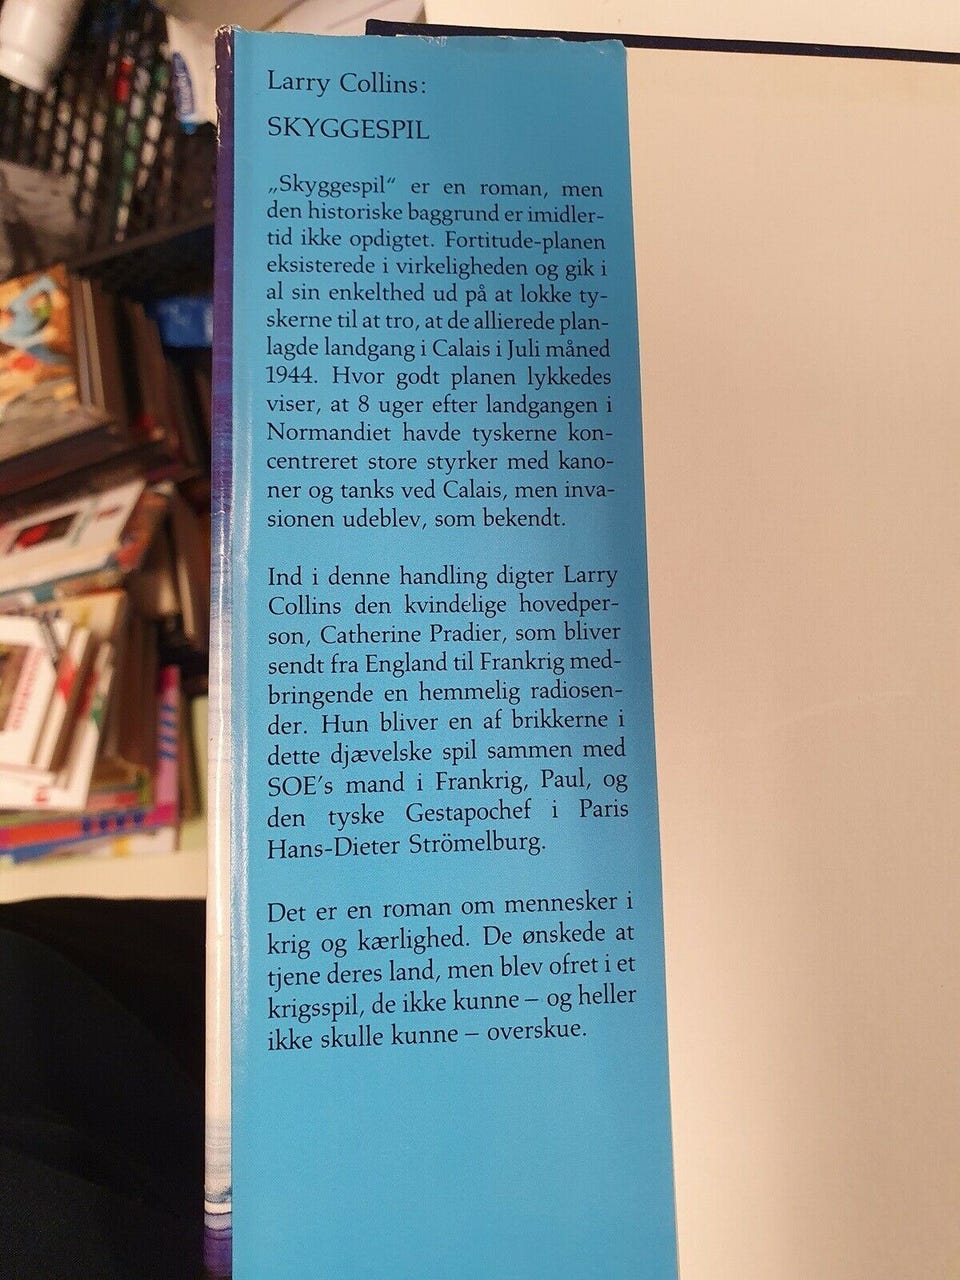 Larry Collins:
SKYGGESPIL
„Skyggespil“ er en roman, men
den historiske baggrund er imidler-
tid ikke opdigtet. Fortitude-planen
eksisterede i virkeligheden og gik i
al sin enkelthed ud på at lokke ty-
skerne til at tro, at de allierede plan-
lagde landgang i Calais i Juli måned
1944. Hvor godt planen lykkedes
viser, at 8 uger efter landgangen i
Normandiet havde tyskerne kon-
centreret store styrker med kano-
ner og tanks ved Calais, men inva-
sionen udeblev, som bekendt.
Ind i denne handling digter Larry
Collins den kvindelige hovedper-
son, Catherine Pradier, som bliver
sendt fra England til Frankrig med-
bringende en hemmelig radiosen-
der. Hun bliver en af brikkerne i
dette djævelske spil sammen med
SOE's mand i Frankrig, Paul, og
den tyske Gestapochef i Paris
Hans-Dieter Strömelburg.
Det er en roman om mennesker i
krig og kærlighed. De ønskede at
tjene deres land, men blev ofret i et
krigsspil, de ikke kunne – og heller
ikke skulle kunne – overskue.